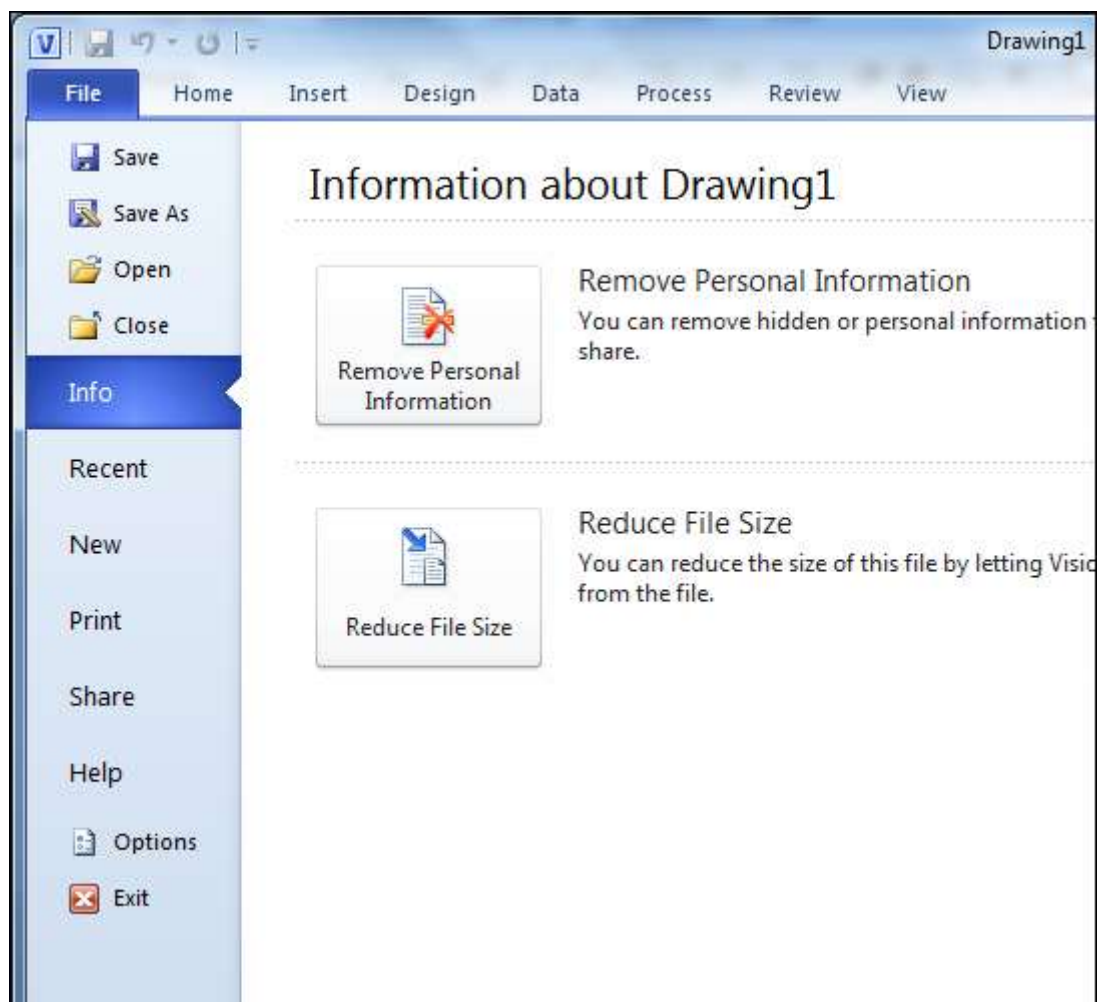 V
Drawing1
File Home Insert Design Data Process Review View
Save
Save As
Open
Close
Info
Recent
New
Print
Share
Help
Options
Exit
Information about Drawing1
Remove Personal
Information
Remove Personal Information
You can remove hidden or personal information
share.
Reduce File Size
Reduce File Size
You can reduce the size of this file by letting
from the file.